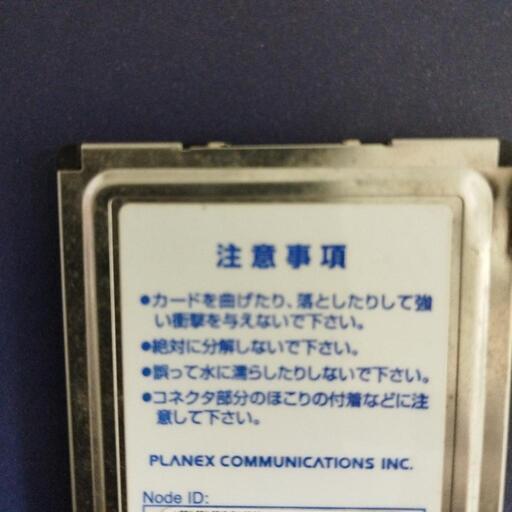 注意事項
●カードを曲げたり、落としたりして強
い衝撃を与えないで下さい。
●絶対に分解しないで下さい。
●誤って水に濡らしたりしないで下さい。
●コネクタ部分のほこりの付着などに注
意して下さい。
PLANEX COMMUNICATIONS INC.
Node ID: